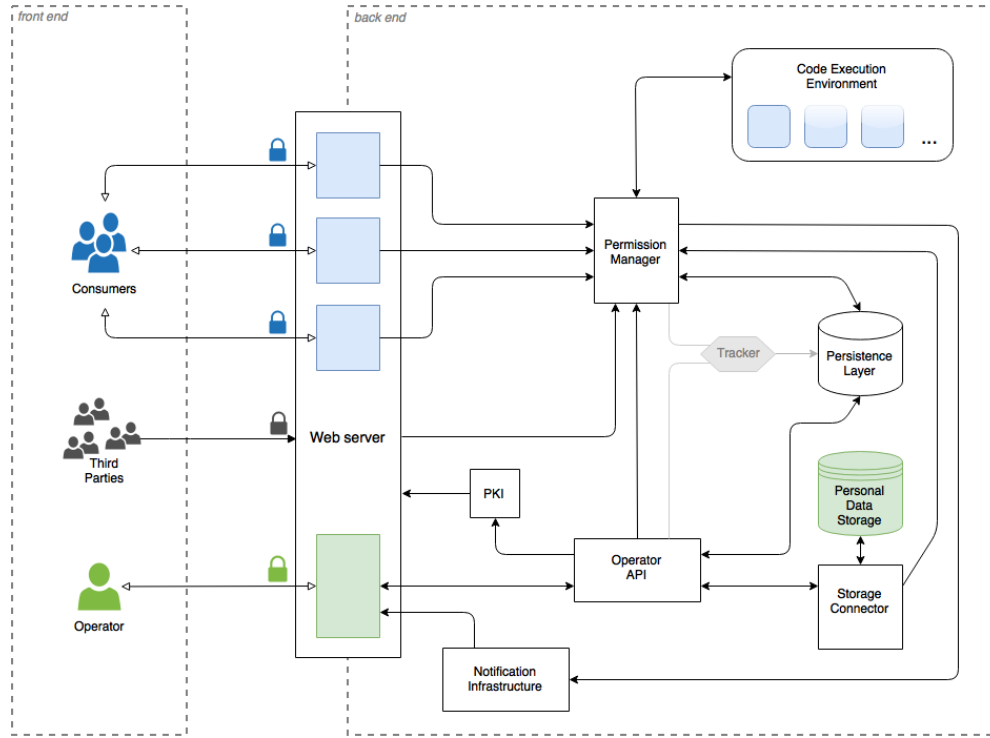 front end
back end
Code Execution
Environment
...
Permission
Manager
Consumers
Tracker
Persistence
Layer
Web server
Third
Parties
PKI
Personal
Data
Storage
Operator
API
Storage
Connector
Operator
Notification
Infrastructure